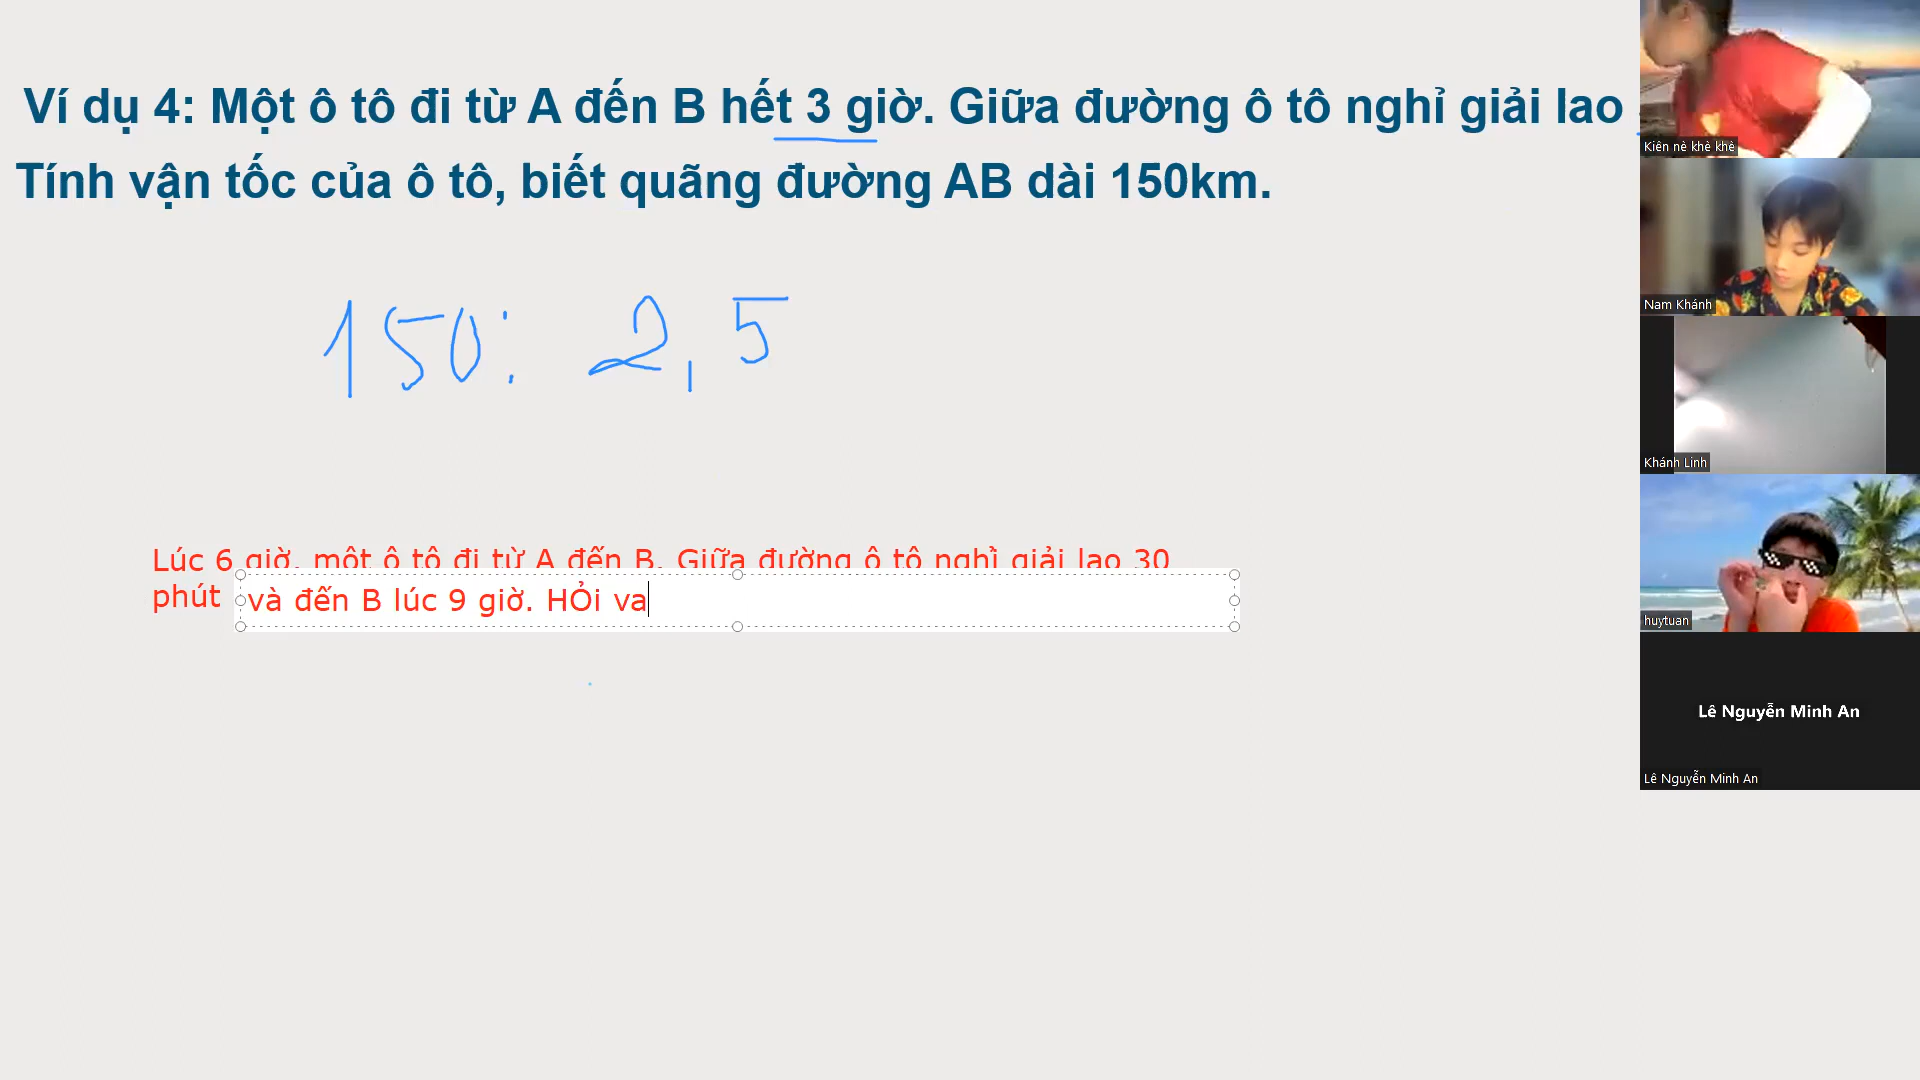 Ví dụ 4: Một ô tô đi từ A đến B hết 3 giờ. Giữa đường ô tô nghỉ giải lao
Tính vận tốc của ô tô, biết quãng đường AB dài 150km.
150: 2,5
Lúc 6 giờ, một ô tô đi từ A đến B. Giữa đường ô tô nghỉ giải lao 30
phút và đến B lúc 9 giờ. HỎi va
Kiên nè khè khè
Nam Khánh
Khánh Linh
huytuan
Lê Nguyễn Minh An
Lê Nguyễn Minh An